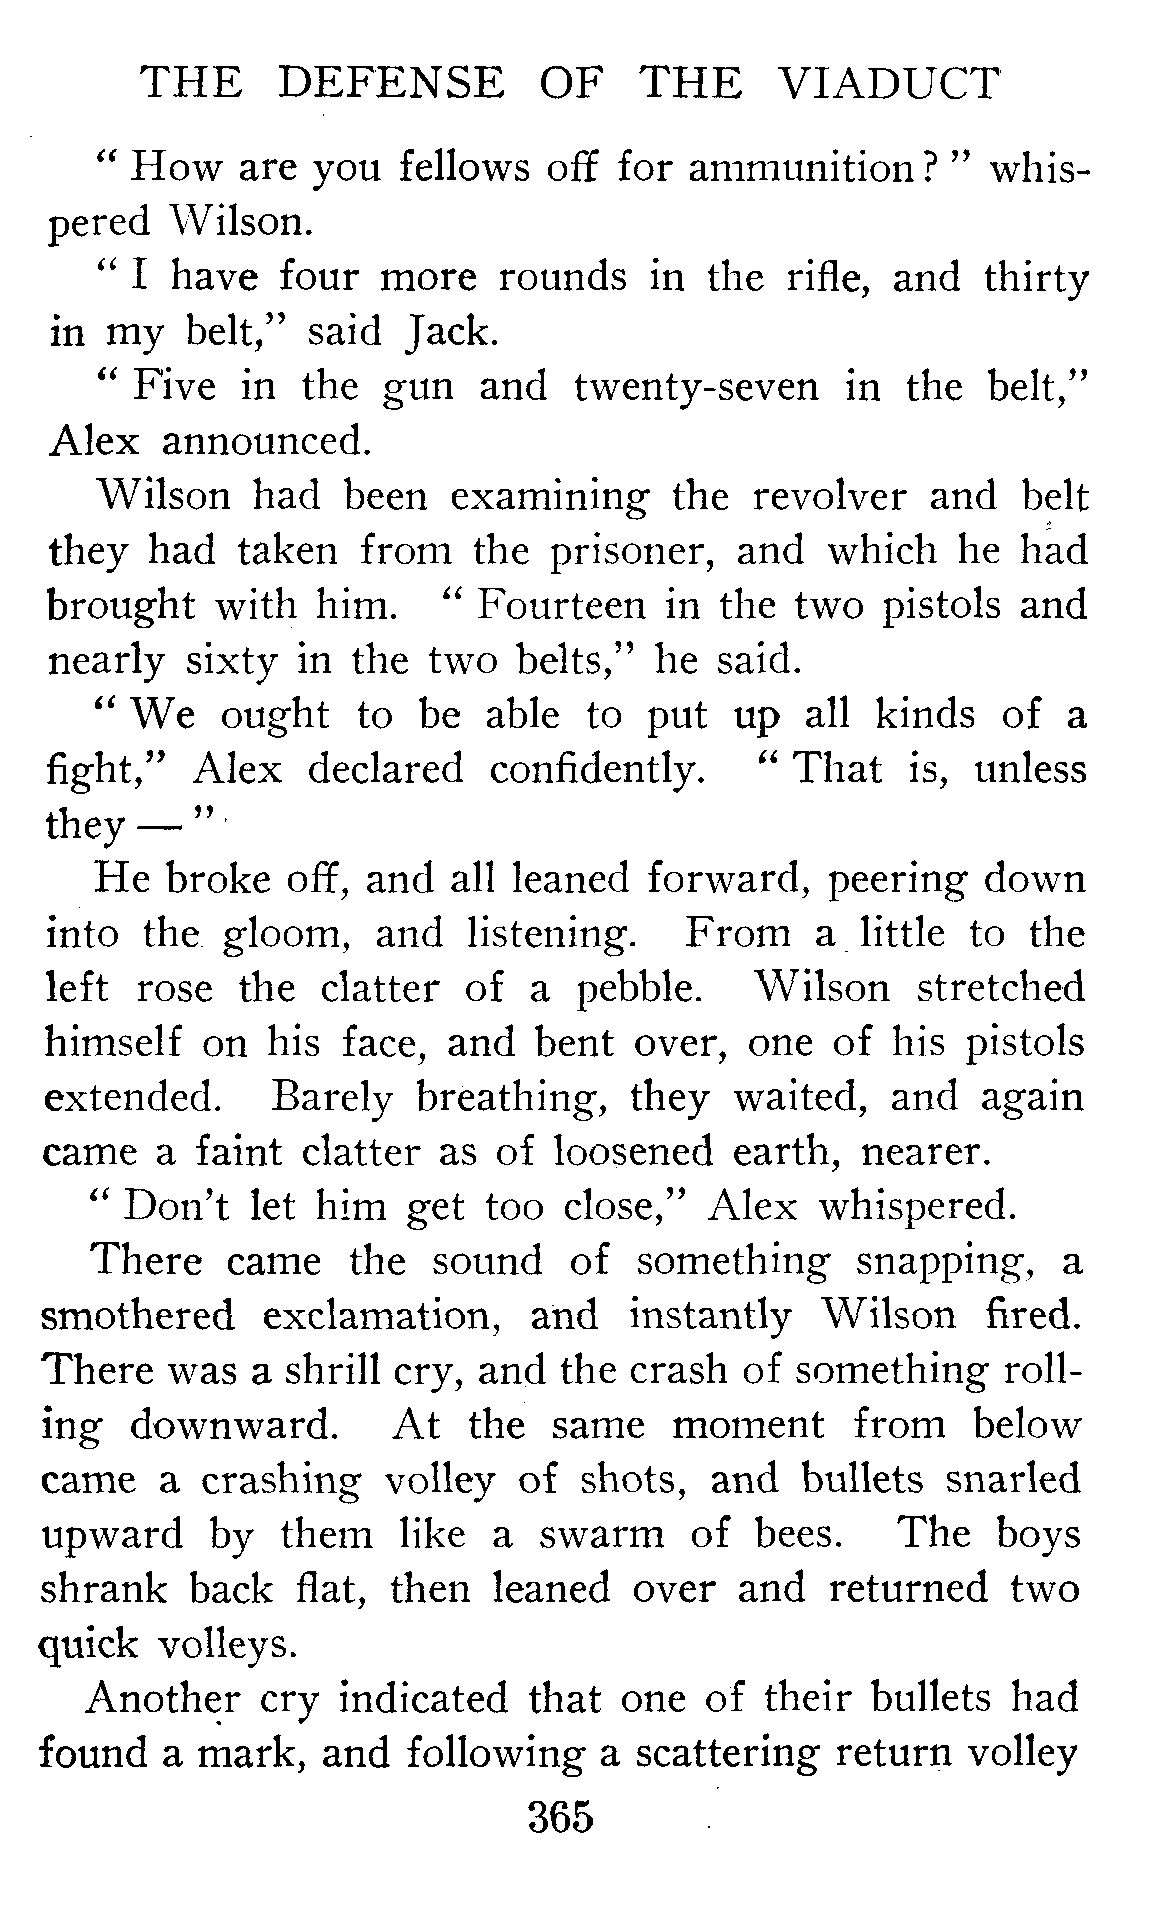 THE DEFENSE OF THE VIADUCT
“ How are you fellows off for ammunition? ” whis-
pered Wilson.
“ I have four more rounds in the rifle, and thirty
in my belt,” said Jack.
“ Five in the gun and twenty-seven in the belt,”
Alex announced.
Wilson had been examining the revolver and belt
they had taken from the prisoner, and which he had
brought with him. “ Fourteen in the two pistols and
nearly sixty in the two belts,” he said.
“ We ought to be able to put up all kinds of a
fight,” Alex declared confidently. “ That is, unless
they — ”
He broke off, and all leaned forward, peering down
into the gloom, and listening. From a little to the
left rose the clatter of a pebble. Wilson stretched
himself on his face, and bent over, one of his pistols
extended. Barely breathing, they waited, and again
came a faint clatter as of loosened earth, nearer.
“ Don't let him get too close,” Alex whispered.
There came the sound of something snapping, a
smothered exclamation, and instantly Wilson fired.
There was a shrill cry, and the crash of something roll-
ing downward. At the same moment from below
came a crashing volley of shots, and bullets snarled
upward by them like a swarm of bees. The boys
shrank back flat, then leaned over and returned two
quick volleys.
Another cry indicated that one of their bullets had
found a mark, and following a scattering return volley
365